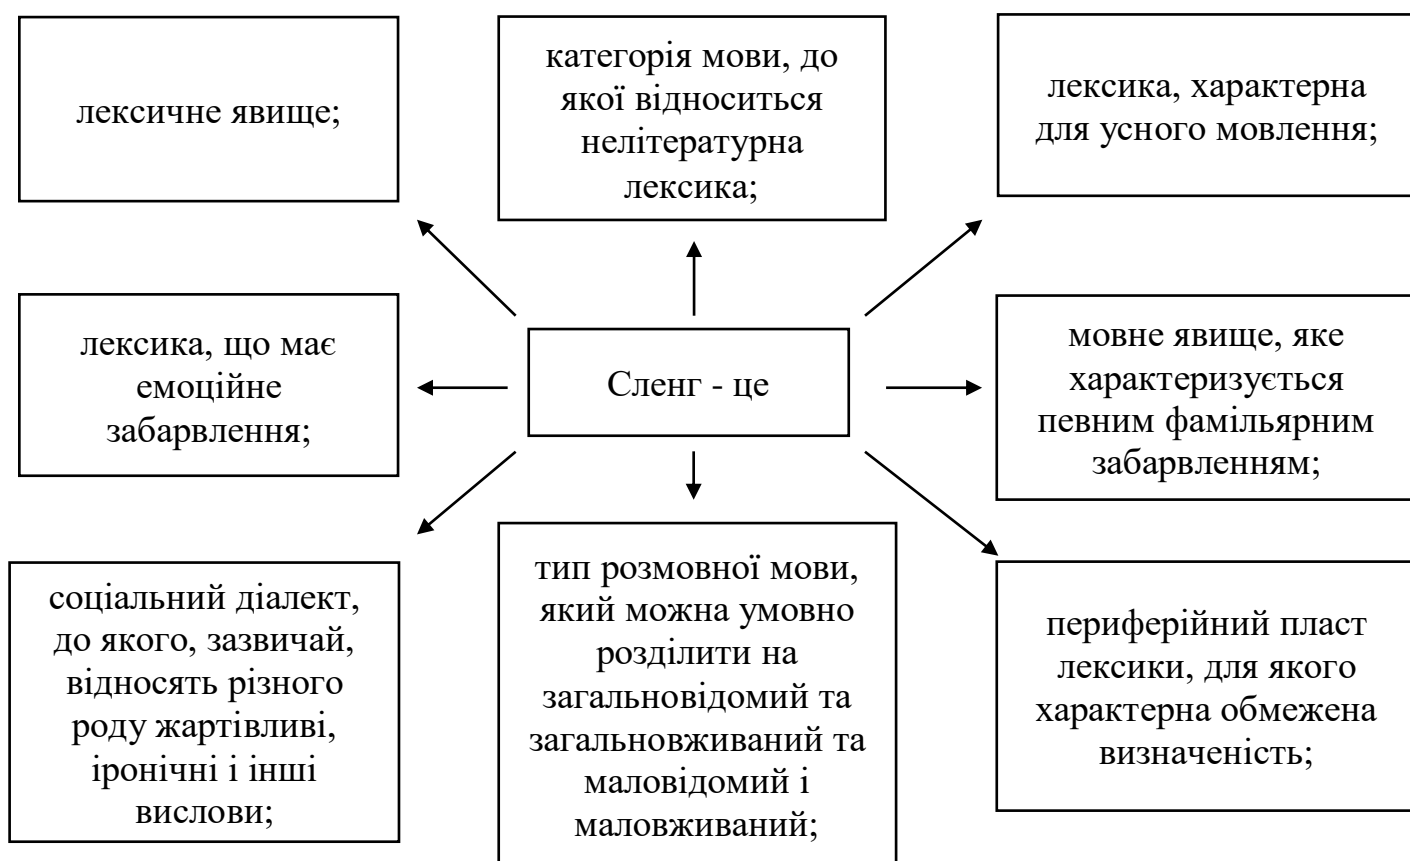 лексичне явище;
категорія мови, до
якої відноситься
нелітературна
лексика;
лексика, характерна
для усного мовлення;
лексика, що має
емоційне
забарвлення;
Сленг - це
мовне явище, яке
характеризується
певним фамільярним
забарвленням;
соціальний діалект,
до якого, зазвичай,
відносять різного
роду жартівливі,
іронічні і інші
вислови;
тип розмовної мови,
який можна умовно
розділити на
загальновідомий та
загальновживаний та
маловідомий і
маловживаний;
периферійний пласт
лексики, для якого
характерна обмежена
визначеність;